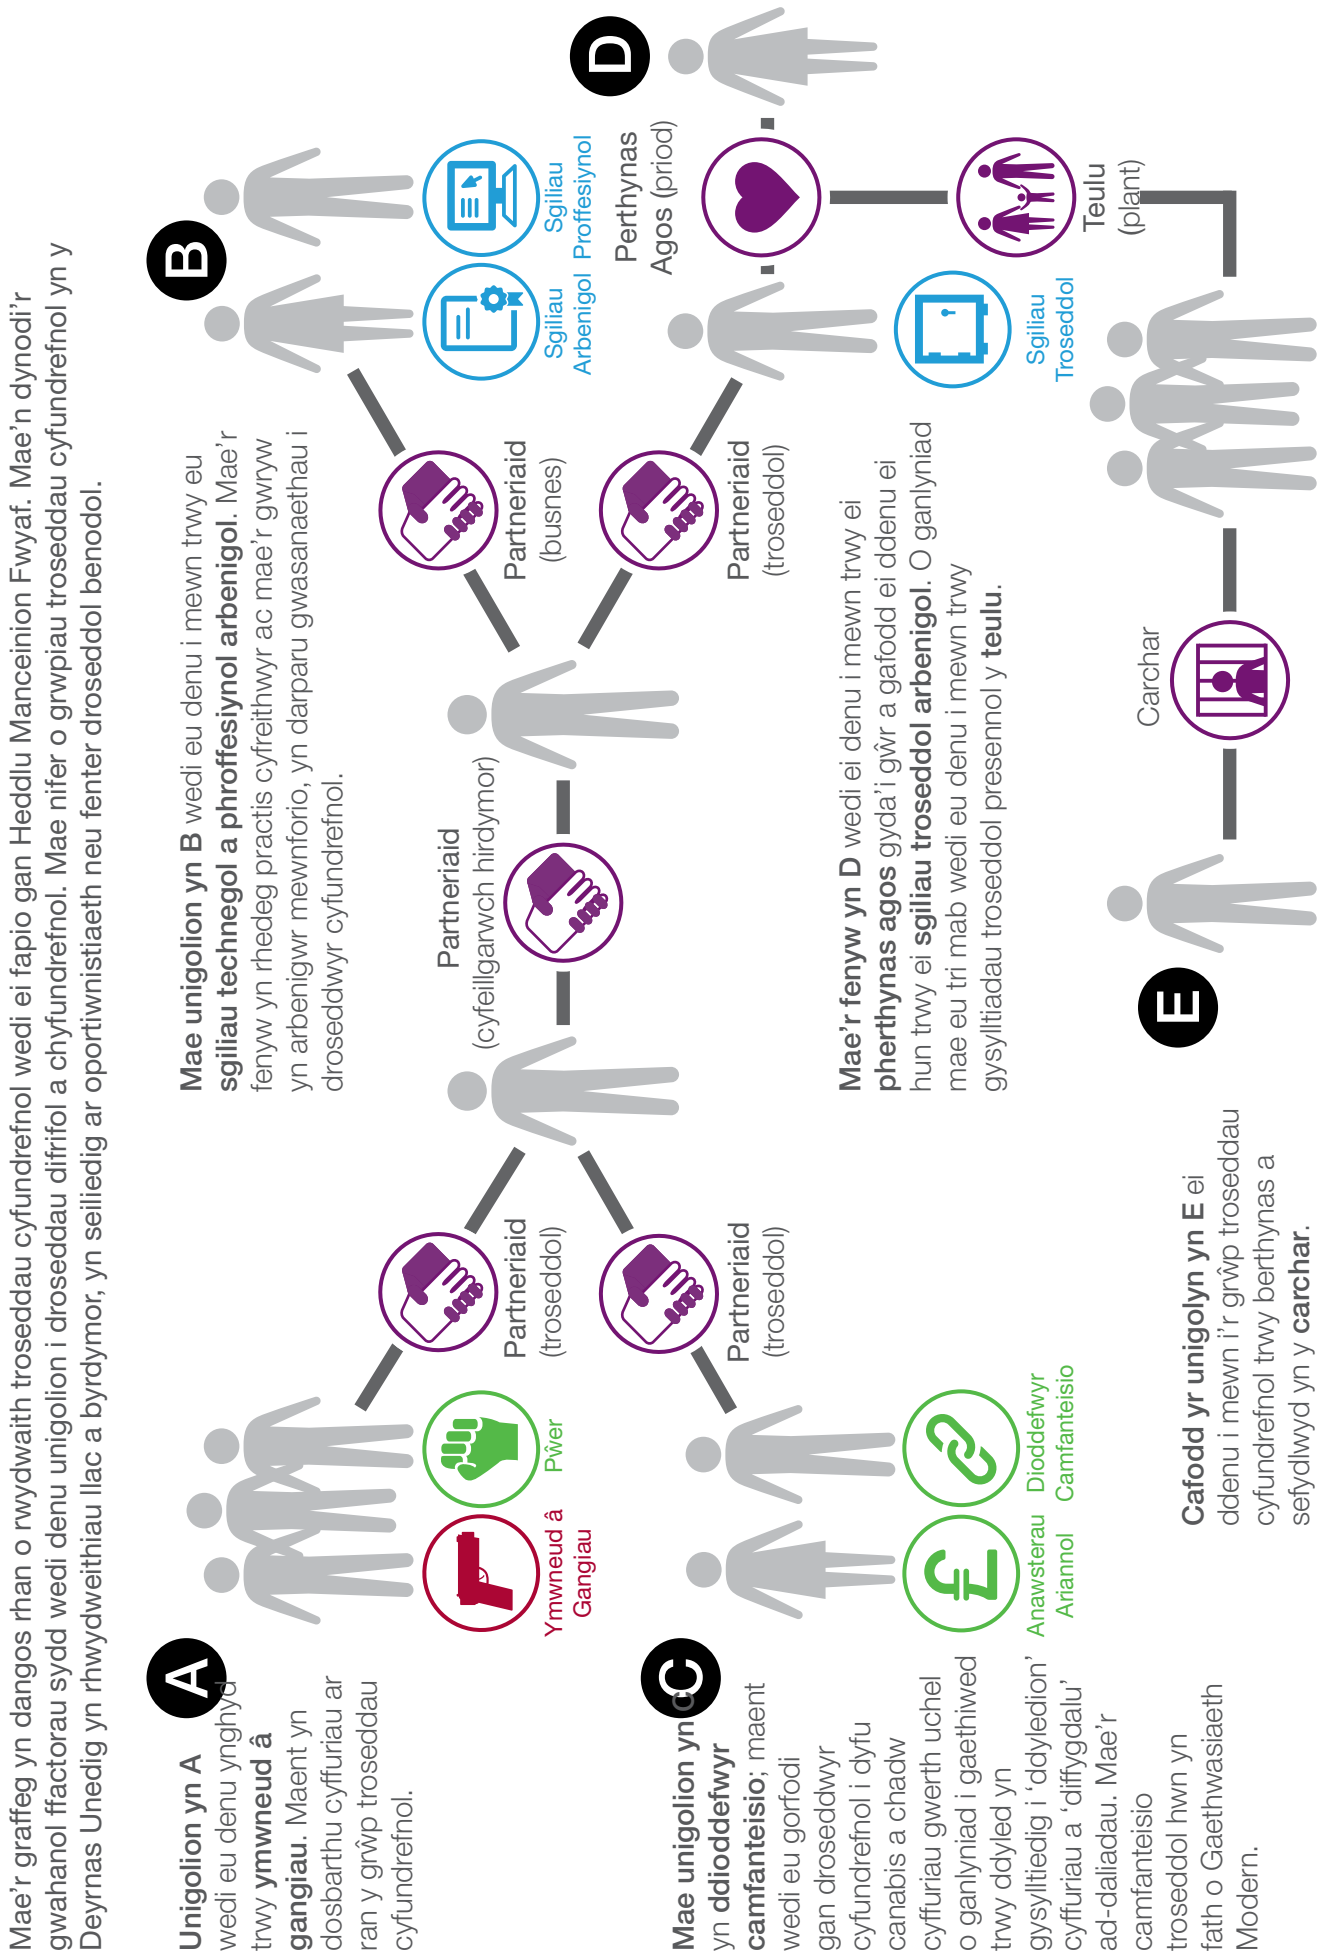 Mae'r graffeg yn dangos rhan o rwydwaith troseddau cyfundrefnol wedi ei fapio gan Heddlu Manceinion Fwyaf. Mae'n dynodi'r
gwahanol ffactorau sydd wedi denu unigolion i droseddau difrifol a chyfundrefnol. Mae nifer o grwpiau troseddau cyfundrefnol yn y
Deyrnas Unedig yn rhwydweithiau llac a byrdymor, yn seiliedig ar oportiwnistiaeth neu fenter droseddol benodol.
A
Unigolion yn A
wedi eu denu ynghyd
trwy ymwneud â
gangiau. Maent yn
dosbarthu cyffuriau ar
ran y grŵp troseddau
cyfundrefnol.
Ymwneud â
Gangiau
Pŵer
Partneriaid
(troseddol)
B
Mae unigolion yn B wedi eu denu i mewn trwy eu
sgiliau technegol a phroffesiynol arbenigol. Mae'r
fenyw yn rhedeg practis cyfreithwyr ac mae'r gwryw
yn arbenigwr mewnforio, yn darparu gwasanaethau i
droseddwyr cyfundrefnol.
Partneriaid
(cyfeillgarwch hirdymor)
Partneriaid
(busnes)
Sgiliau
Arbenigol
Sgiliau
Proffesiynol
C
Mae unigolion yn C
yn ddioddefwyr
camfanteisio; maent
wedi eu gorfodi
gan droseddwyr
cyfundrefnol i dyfu
canabis a chadw
cyffuriau gwerth uchel
o ganlyniad i gaethiwed
trwy ddyled yn
gysylltiedig i 'ddyledion'
cyffuriau a 'diffygdalu'
ad-daliadau. Mae'r
camfanteisio
troseddol hwn yn
fath o Gaethwasiaeth
Modern.
Anawsterau
Ariannol
Dioddefwyr
Camfanteisio
Partneriaid
(troseddol)
D
Mae'r fenyw yn D wedi ei denu i mewn trwy ei
pherthynas agos gyda'i gŵr a gafodd ei ddenu ei
hun trwy ei sgiliau troseddol arbenigol. O ganlyniad
mae eu tri mab wedi eu denu i mewn trwy
gysylltiadau troseddol presennol y teulu.
Partneriaid
(troseddol)
Sgiliau
Troseddol
Perthynas
Agos (priod)
Teulu
(plant)
E
Cafodd yr unigolyn yn E ei
ddenu i mewn i'r grŵp troseddau
cyfundrefnol trwy berthynas a
sefydlwyd yn y carchar.
Carchar